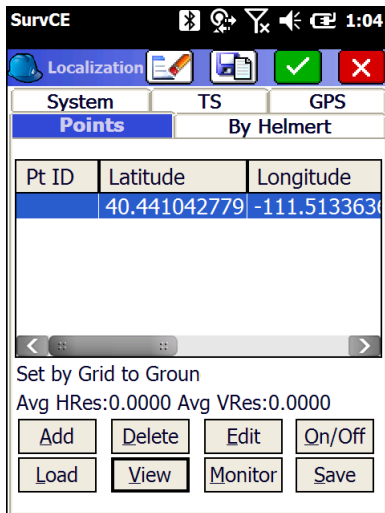 SurvCE 1:04
Localization
System TS GPS
Points By Helmert
Pt ID Latitude Longitude
40.441042779 -111.5133636
Set by Grid to Groun
Avg HRes:0.0000 Avg VRes:0.0000
Add Delete Edit On/Off
Load View Monitor Save